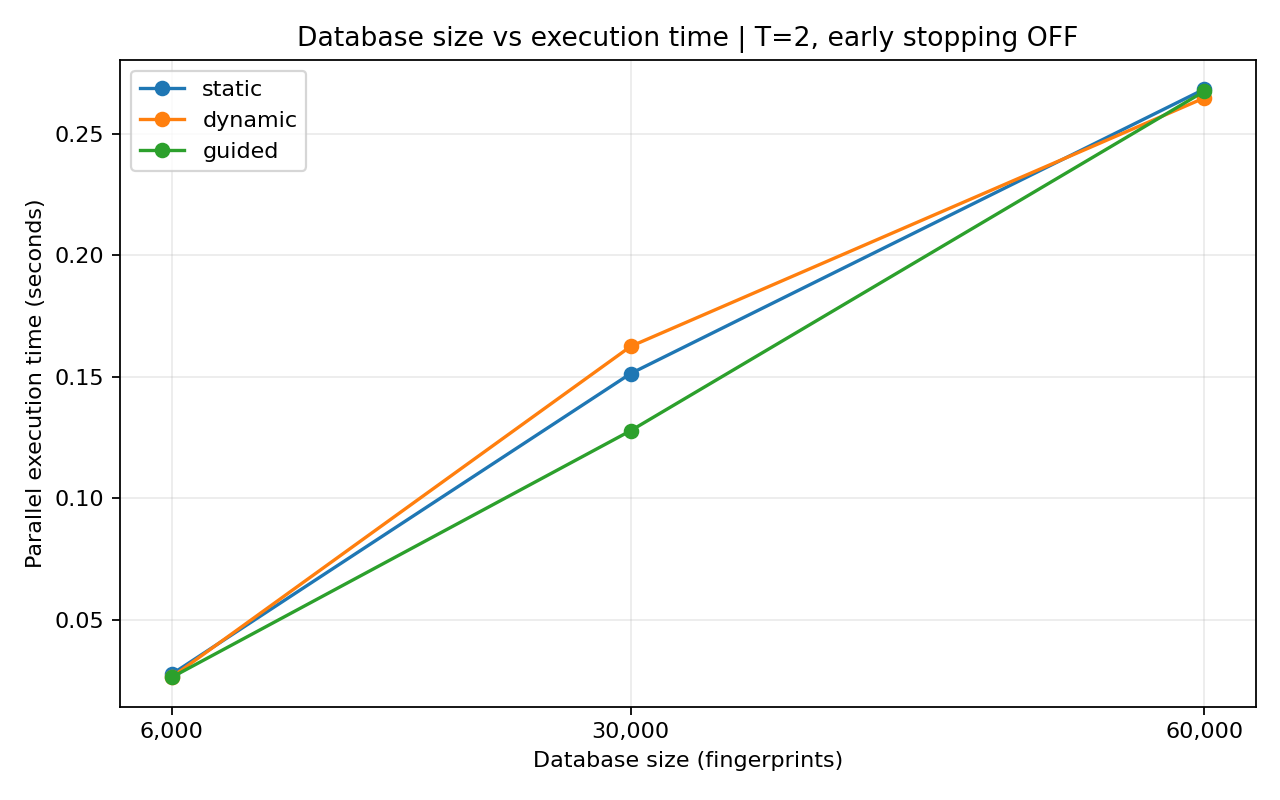 Database size vs execution time | T=2, early stopping OFF
static
dynamic
guided
Parallel execution time (seconds)
0.25
0.20
0.15
0.10
0.05
6,000 30,000 60,000
Database size (fingerprints)